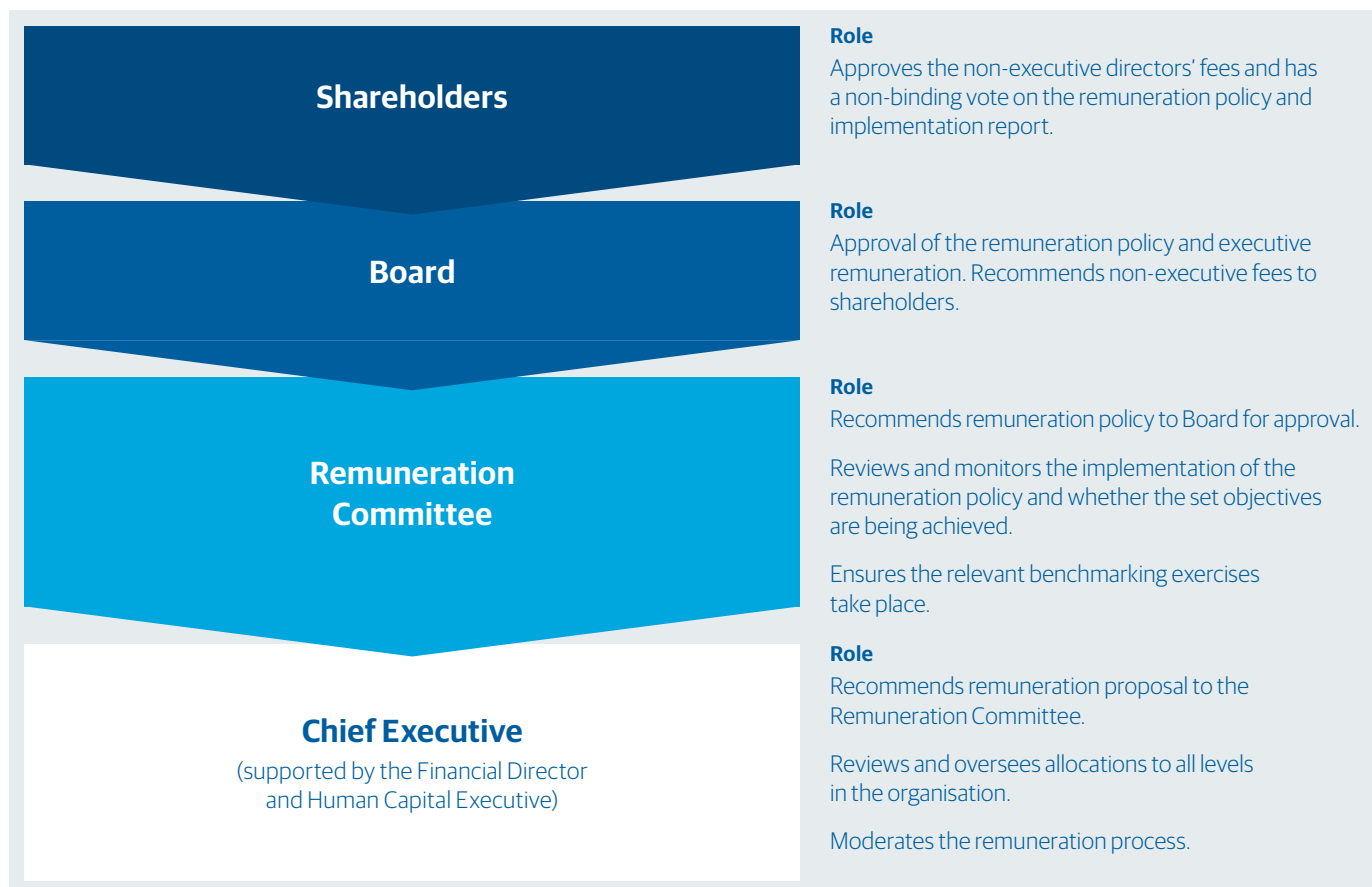 Shareholders
Role
Approves the non-executive directors’ fees and has
a non-binding vote on the remuneration policy and
implementation report.
Board
Role
Approval of the remuneration policy and executive
remuneration. Recommends non-executive fees to
shareholders.
Remuneration
Committee
Role
Recommends remuneration policy to Board for approval.
Reviews and monitors the implementation of the
remuneration policy and whether the set objectives
are being achieved.
Ensures the relevant benchmarking exercises
take place.
Chief Executive
(supported by the Financial Director
and Human Capital Executive)
Role
Recommends remuneration proposal to the
Remuneration Committee.
Reviews and oversees allocations to all levels
in the organisation.
Moderates the remuneration process.